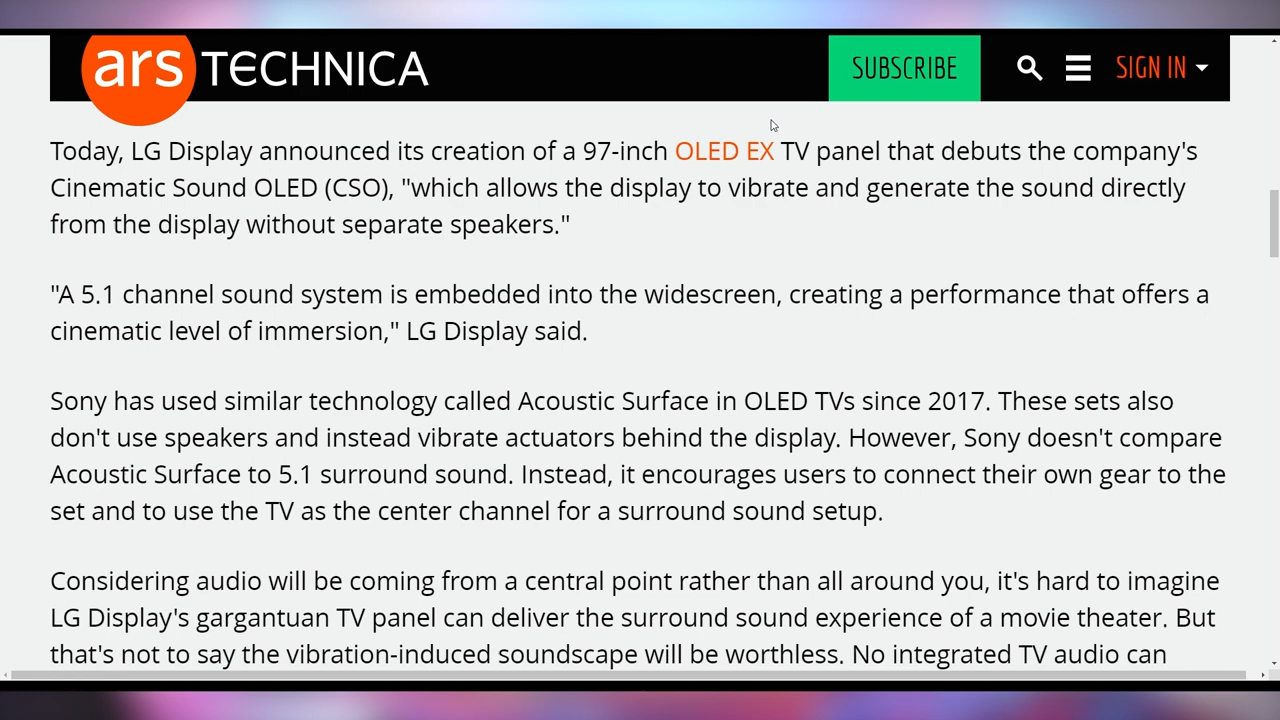 ars TECHNICA
SUBSCRIBE
SIGN IN
Today, LG Display announced its creation of a 97-inch OLED EX TV panel that debuts the company's
Cinematic Sound OLED (CSO), "which allows the display to vibrate and generate the sound directly
from the display without separate speakers."
"A 5.1 channel sound system is embedded into the widescreen, creating a performance that offers a
cinematic level of immersion," LG Display said.
Sony has used similar technology called Acoustic Surface in OLED TVs since 2017. These sets also
don't use speakers and instead vibrate actuators behind the display. However, Sony doesn't compare
Acoustic Surface to 5.1 surround sound. Instead, it encourages users to connect their own gear to the
set and to use the TV as the center channel for a surround sound setup.
Considering audio will be coming from a central point rather than all around you, it's hard to imagine
LG Display's gargantuan TV panel can deliver the surround sound experience of a movie theater. But
that's not to say the vibration-induced soundscape will be worthless. No integrated TV audio can